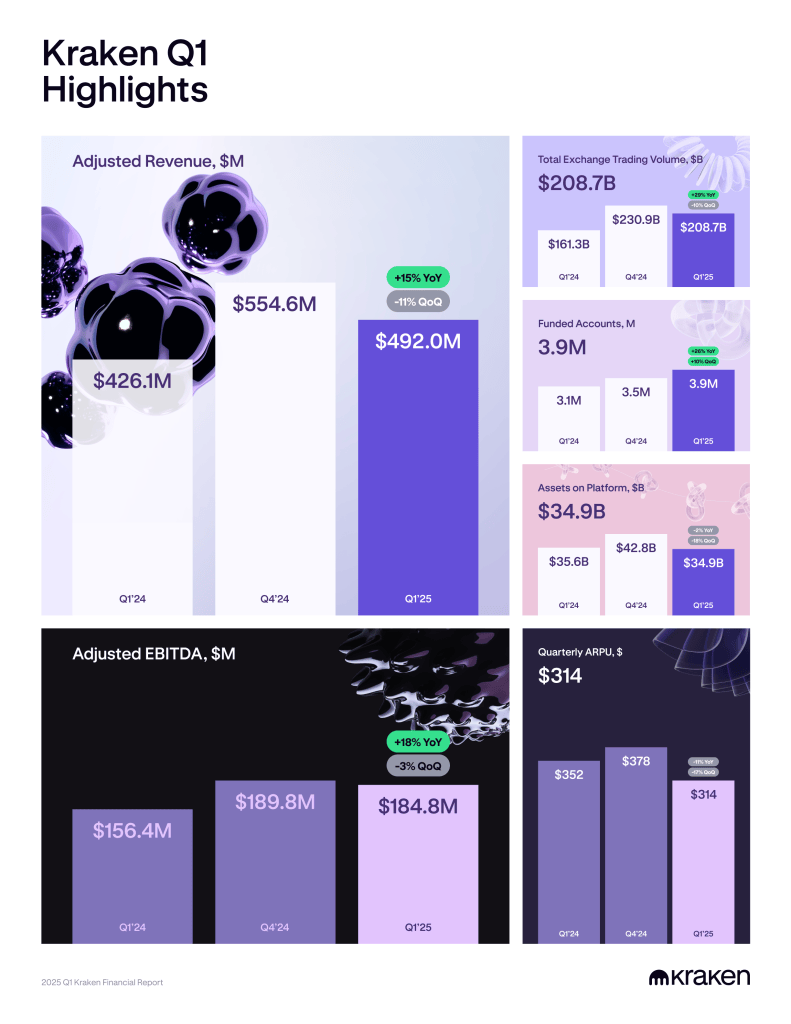 Kraken Q1
Highlights
Adjusted Revenue, $M
+15% YoY
-11% QoQ
$426.1M
$554.6M
$492.0M
Q1'24
Q4'24
Q1'25
Total Exchange Trading Volume, $B
$208.7B
+29% YoY
-10% QoQ
$161.3B
$230.9B
$208.7B
Q1'24
Q4'24
Q1'25
Funded Accounts, M
3.9M
+26% YoY
+10% QoQ
3.1M
3.5M
3.9M
Q1'24
Q4'24
Q1'25
Assets on Platform, $B
$34.9B
-2% YoY
-18% QoQ
$35.6B
$42.8B
$34.9B
Q1'24
Q4'24
Q1'25
Adjusted EBITDA, $M
+18% YoY
-3% QoQ
$156.4M
$189.8M
$184.8M
Q1'24
Q4'24
Q1'25
Quarterly ARPU, $
$314
-11% YoY
-17% QoQ
$352
$378
$314
Q1'24
Q4'24
Q1'25
2025 Q1 Kraken Financial Report
kraken